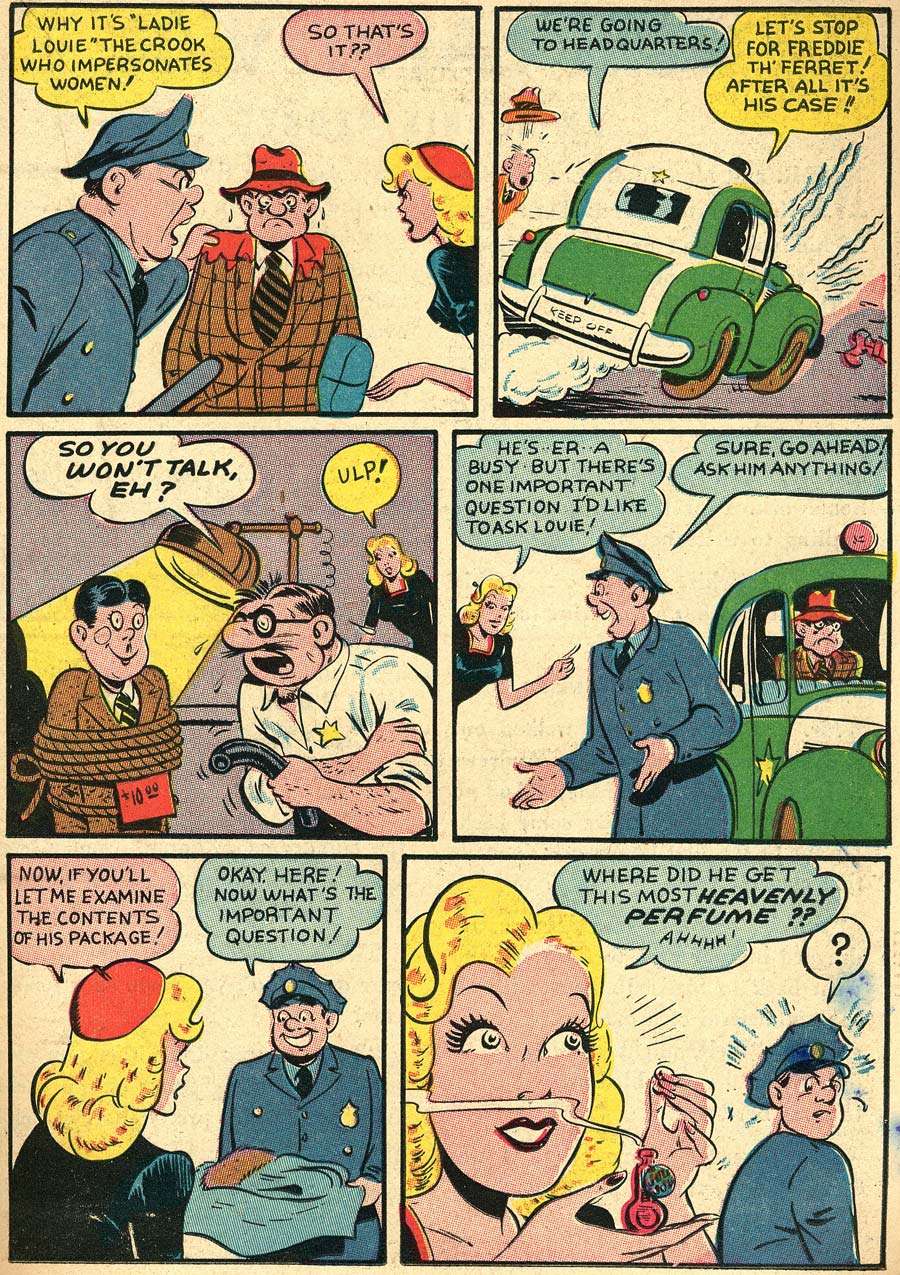 WHY IT'S "LADIE
LOUIE" THE CROOK
WHO IMPERSONATES
WOMEN!
SO THAT'S
IT??
WE'RE GOING
TO HEADQUARTERS!
LET'S STOP
FOR FREDDIE
TH' FERRET!
AFTER ALL IT'S
HIS CASE!!
KEEP OFF
SO YOU
WON'T TALK,
EH?
ULP!
$10 00
HE'S-ER-A
BUSY-BUT THERE'S
ONE IMPORTANT
QUESTION I'D LIKE
TO ASK LOUIE!
SURE, GO AHEAD!
ASK HIM ANYTHING!
NOW, IF YOU'LL
LET ME EXAMINE
THE CONTENTS
OF HIS PACKAGE!
OKAY, HERE!
NOW WHAT'S THE
IMPORTANT
QUESTION!
WHERE DID HE GET
THIS MOST HEAVENLY
PERFUME ??
AHHHH!
?